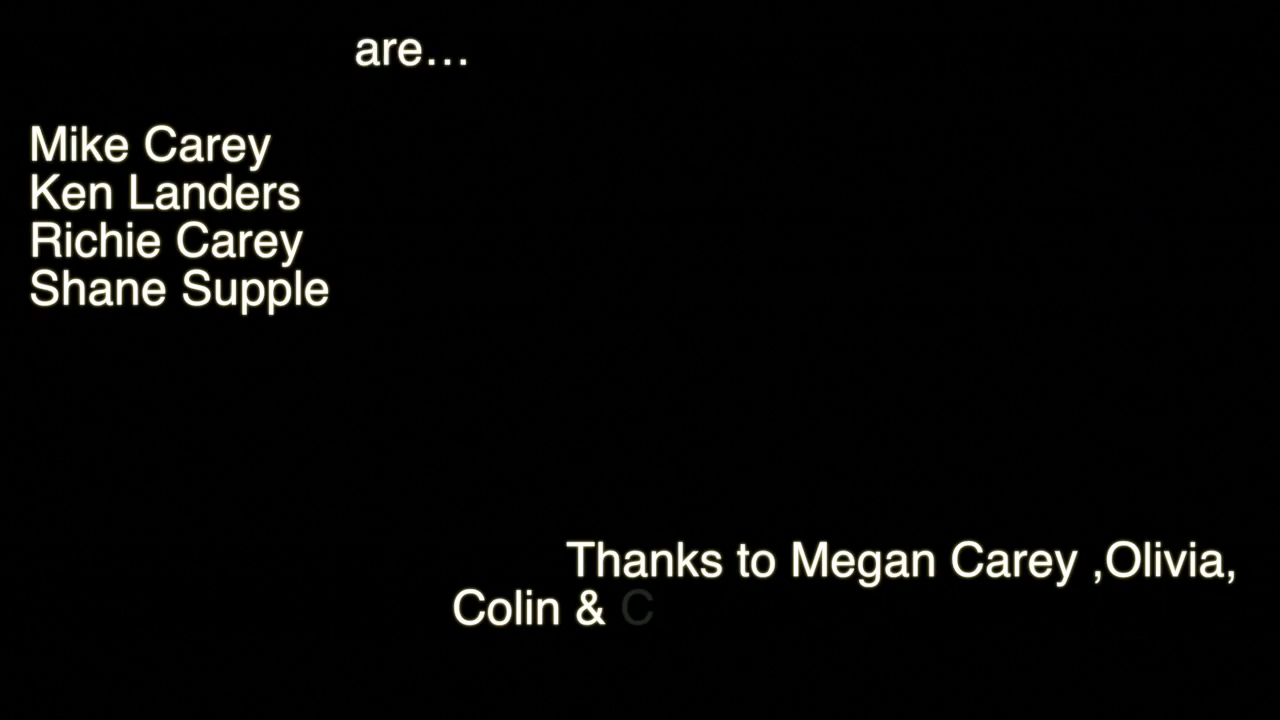 are...
Mike Carey
Ken Landers
Richie Carey
Shane Supple
Thanks to Megan Carey ,Olivia,
Colin & C